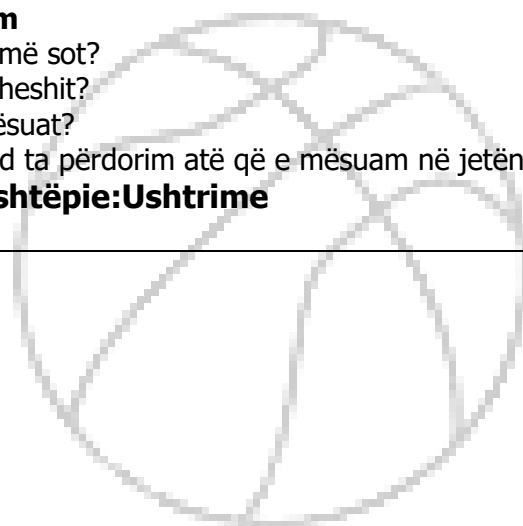 m
më sot?
heshit?
ësuat?
d ta përdorim atë që e mësuam në jetën
shtëpie:Ushtrime